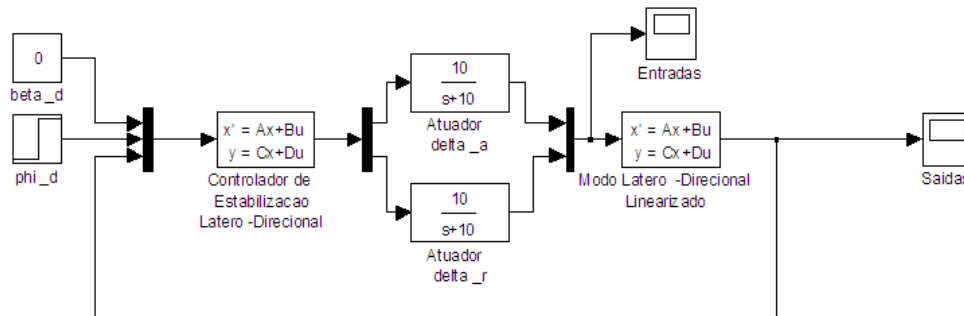 0
beta _d
phi _d
x' = Ax+Bu
y = Cx+Du
Controlador de
Estabilizacao
Latero -Direcional
10
s+10
Atuador
delta _a
10
s+10
Atuador
delta _r
Entradas
x' = Ax+Bu
y = Cx+Du
Modo Latero -Direcional
Linearizado
Saidas